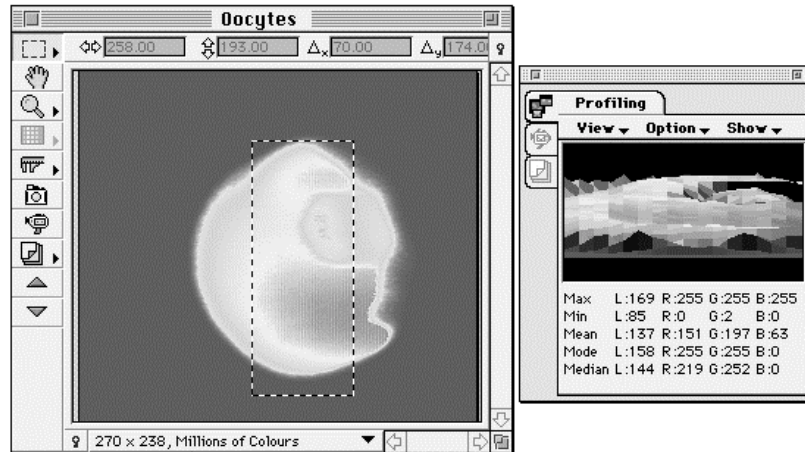 Oocytes
258.00 193.00 Δx 70.00 Δy 174.0
270 × 238, Millions of Colours
Profiling
View Option Show
Max L:169 R:255 G:255 B:255
Min L:85 R:0 G:2 B:0
Mean L:137 R:151 G:197 B:63
Mode L:158 R:255 G:255 B:0
Median L:144 R:219 G:252 B:0